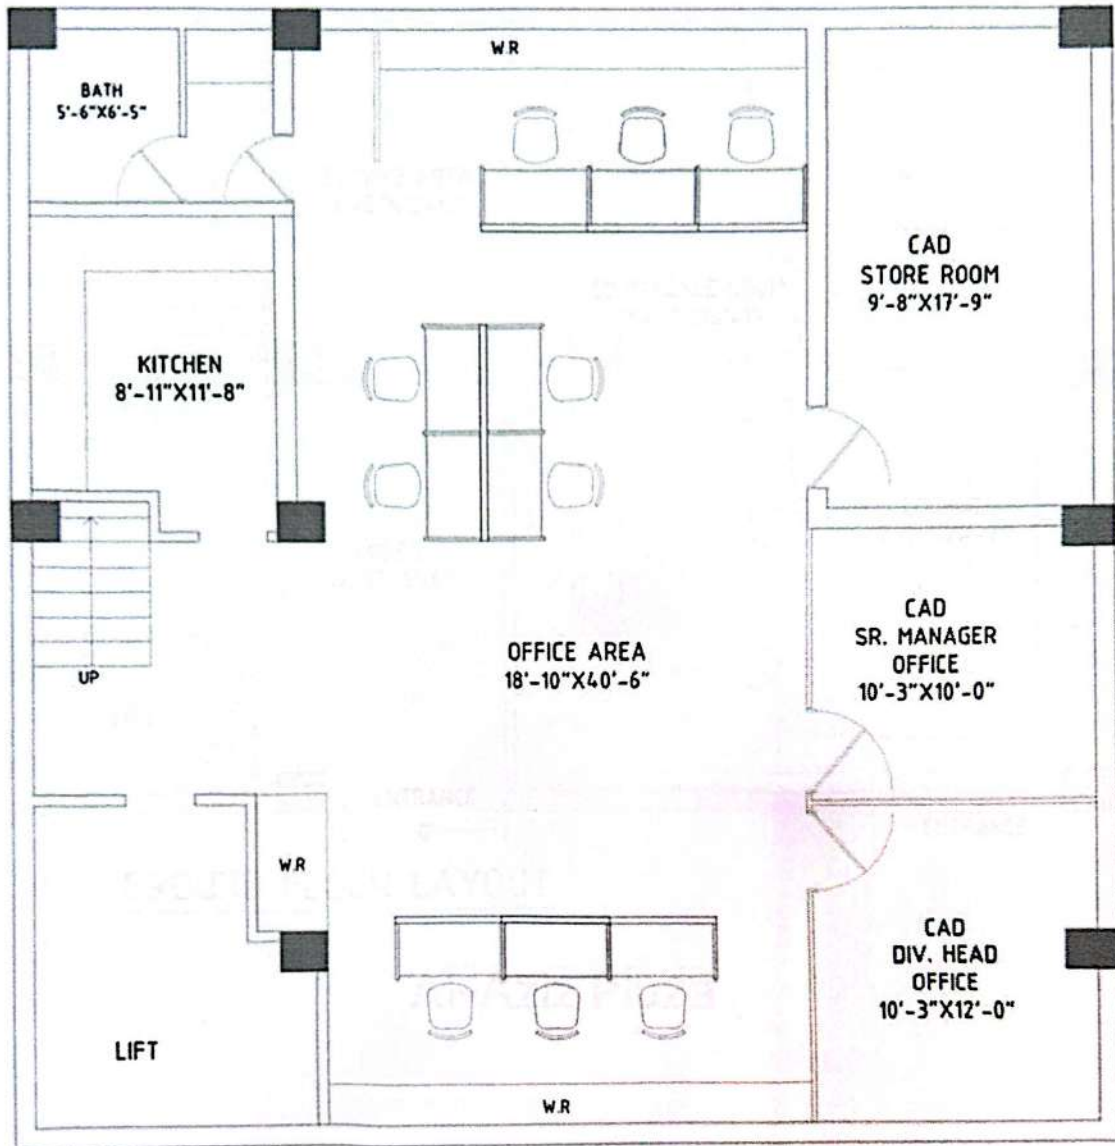 W.R
BATH
5'-6"X6'-5"
CAD
STORE ROOM
9'-8"X17'-9"
KITCHEN
8'-11"X11'-8"
CAD
SR. MANAGER
OFFICE
10'-3"X10'-0"
OFFICE AREA
18'-10"X40'-6"
UP
W.R
CAD
DIV. HEAD
OFFICE
10'-3"X12'-0"
LIFT
W.R